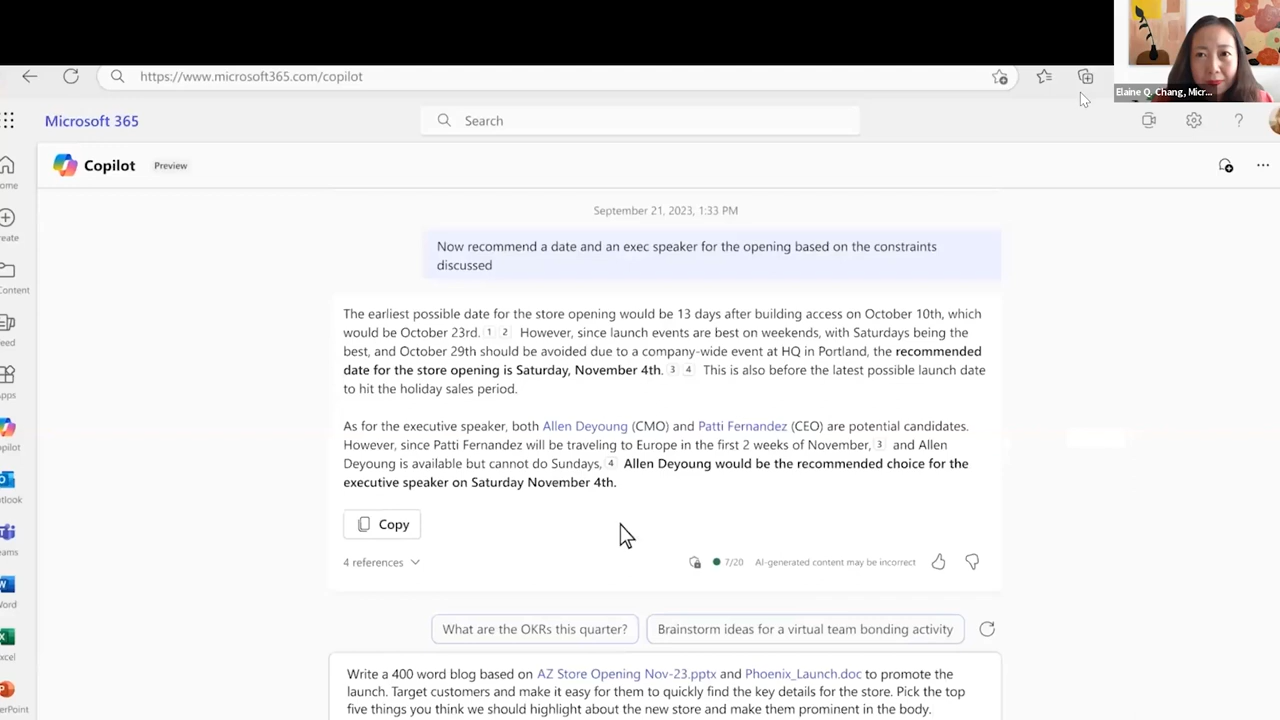 https://www.microsoft365.com/copilot
Elaine Q. Chang, Micr...
Microsoft 365
Search
?
Copilot
Preview
ome
reate
Content
eed
pps
pilot
tlook
ams
Word
xcel
werPoint
September 21, 2023, 1:33 PM
Now recommend a date and an exec speaker for the opening based on the constraints
discussed
The earliest possible date for the store opening would be 13 days after building access on October 10th, which
would be October 23rd. 1 2 However, since launch events are best on weekends, with Saturdays being the
best, and October 29th should be avoided due to a company-wide event at HQ in Portland, the recommended
date for the store opening is Saturday, November 4th. 3 4 This is also before the latest possible launch date
to hit the holiday sales period.
As for the executive speaker, both Allen Deyoung (CMO) and Patti Fernandez (CEO) are potential candidates.
However, since Patti Fernandez will be traveling to Europe in the first 2 weeks of November, 3 and Allen
Deyoung is available but cannot do Sundays, 4 Allen Deyoung would be the recommended choice for the
executive speaker on Saturday November 4th.
Copy
4 references
7/20
AI-generated content may be incorrect
What are the OKRs this quarter?
Brainstorm ideas for a virtual team bonding activity
Write a 400 word blog based on AZ Store Opening Nov-23.pptx and Phoenix_Launch.doc to promote the
launch. Target customers and make it easy for them to quickly find the key details for the store. Pick the top
five things you think we should highlight about the new store and make them prominent in the body.